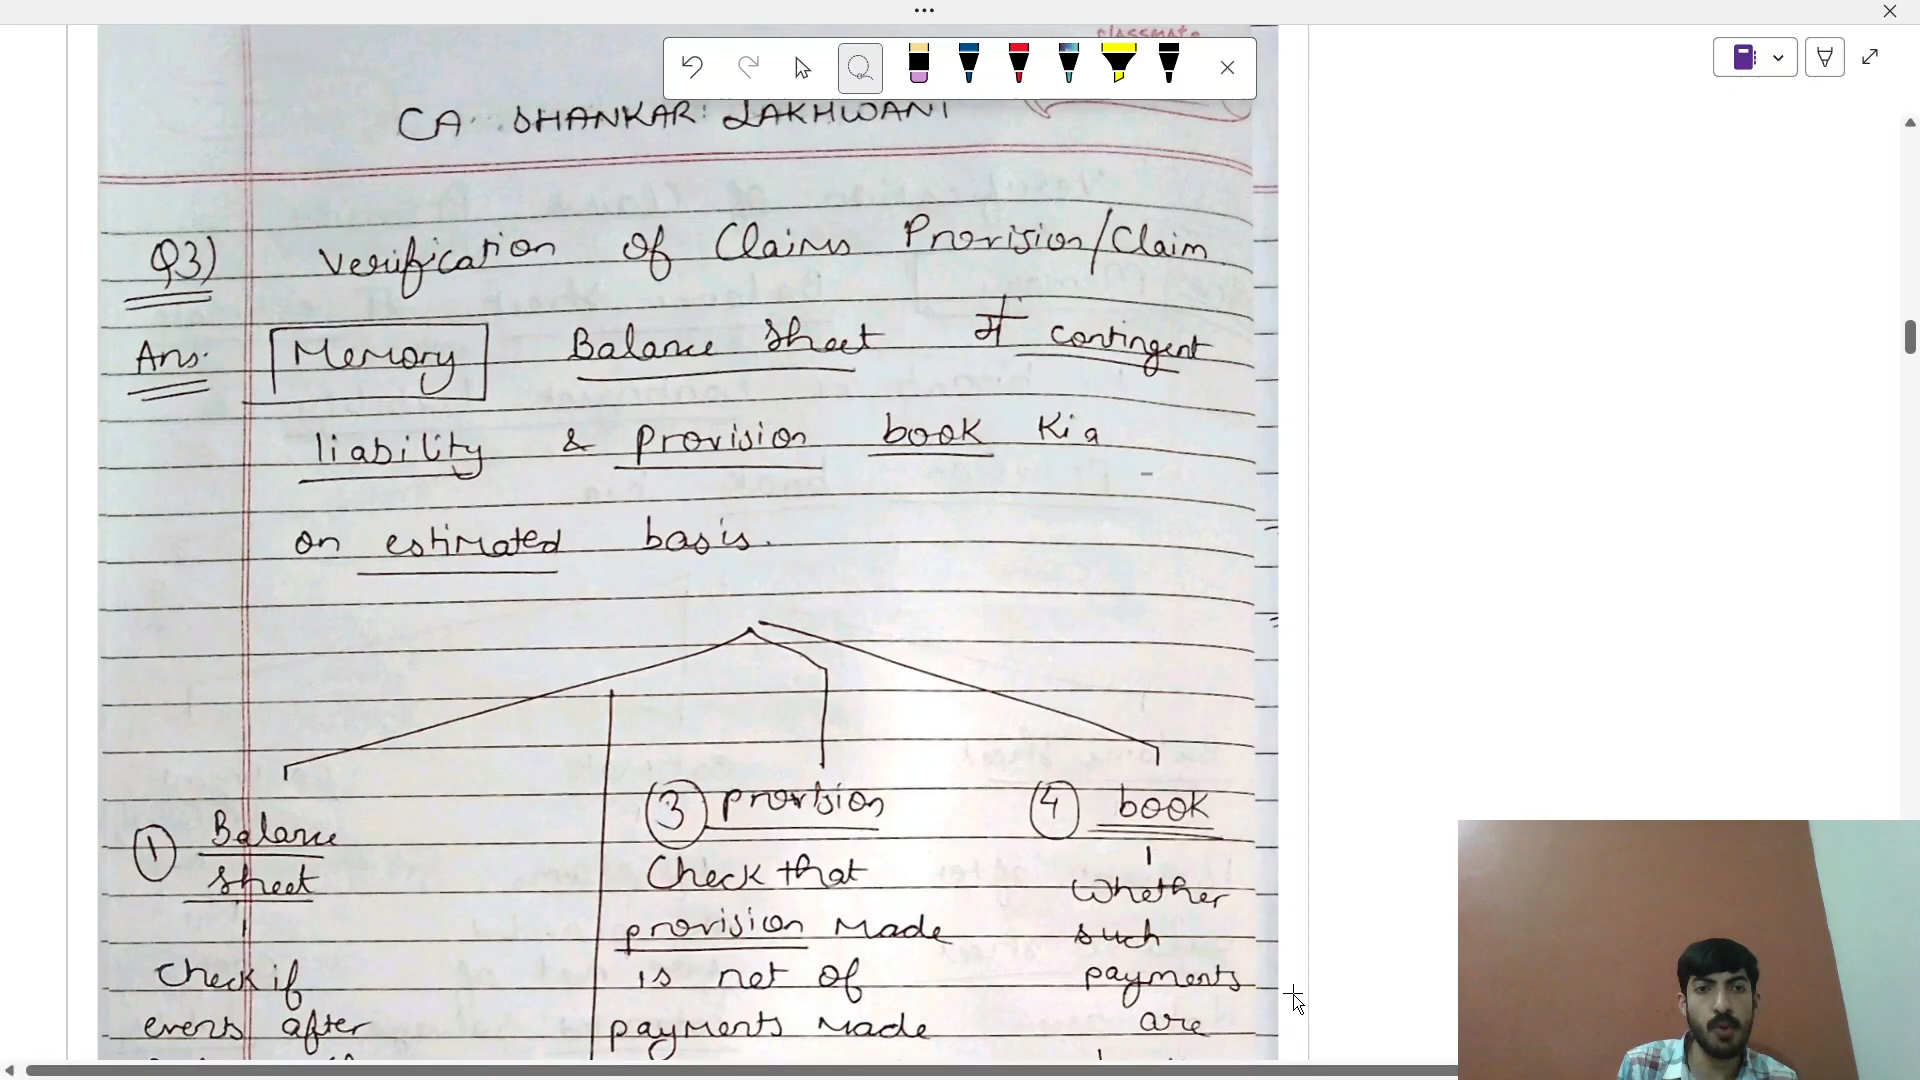 classmate
CA SHANKAR LAKHWANI
Q3) Verification Of Claims Provision/Claim
Ans. Memory Balance sheet में contingent
liability & provision book Kia
on estimated basis.
1 Balance
sheet
Check if
events after
3 provision
Check that
provision Made
is net of
payments Made
4 book
Whether
such
payments
are